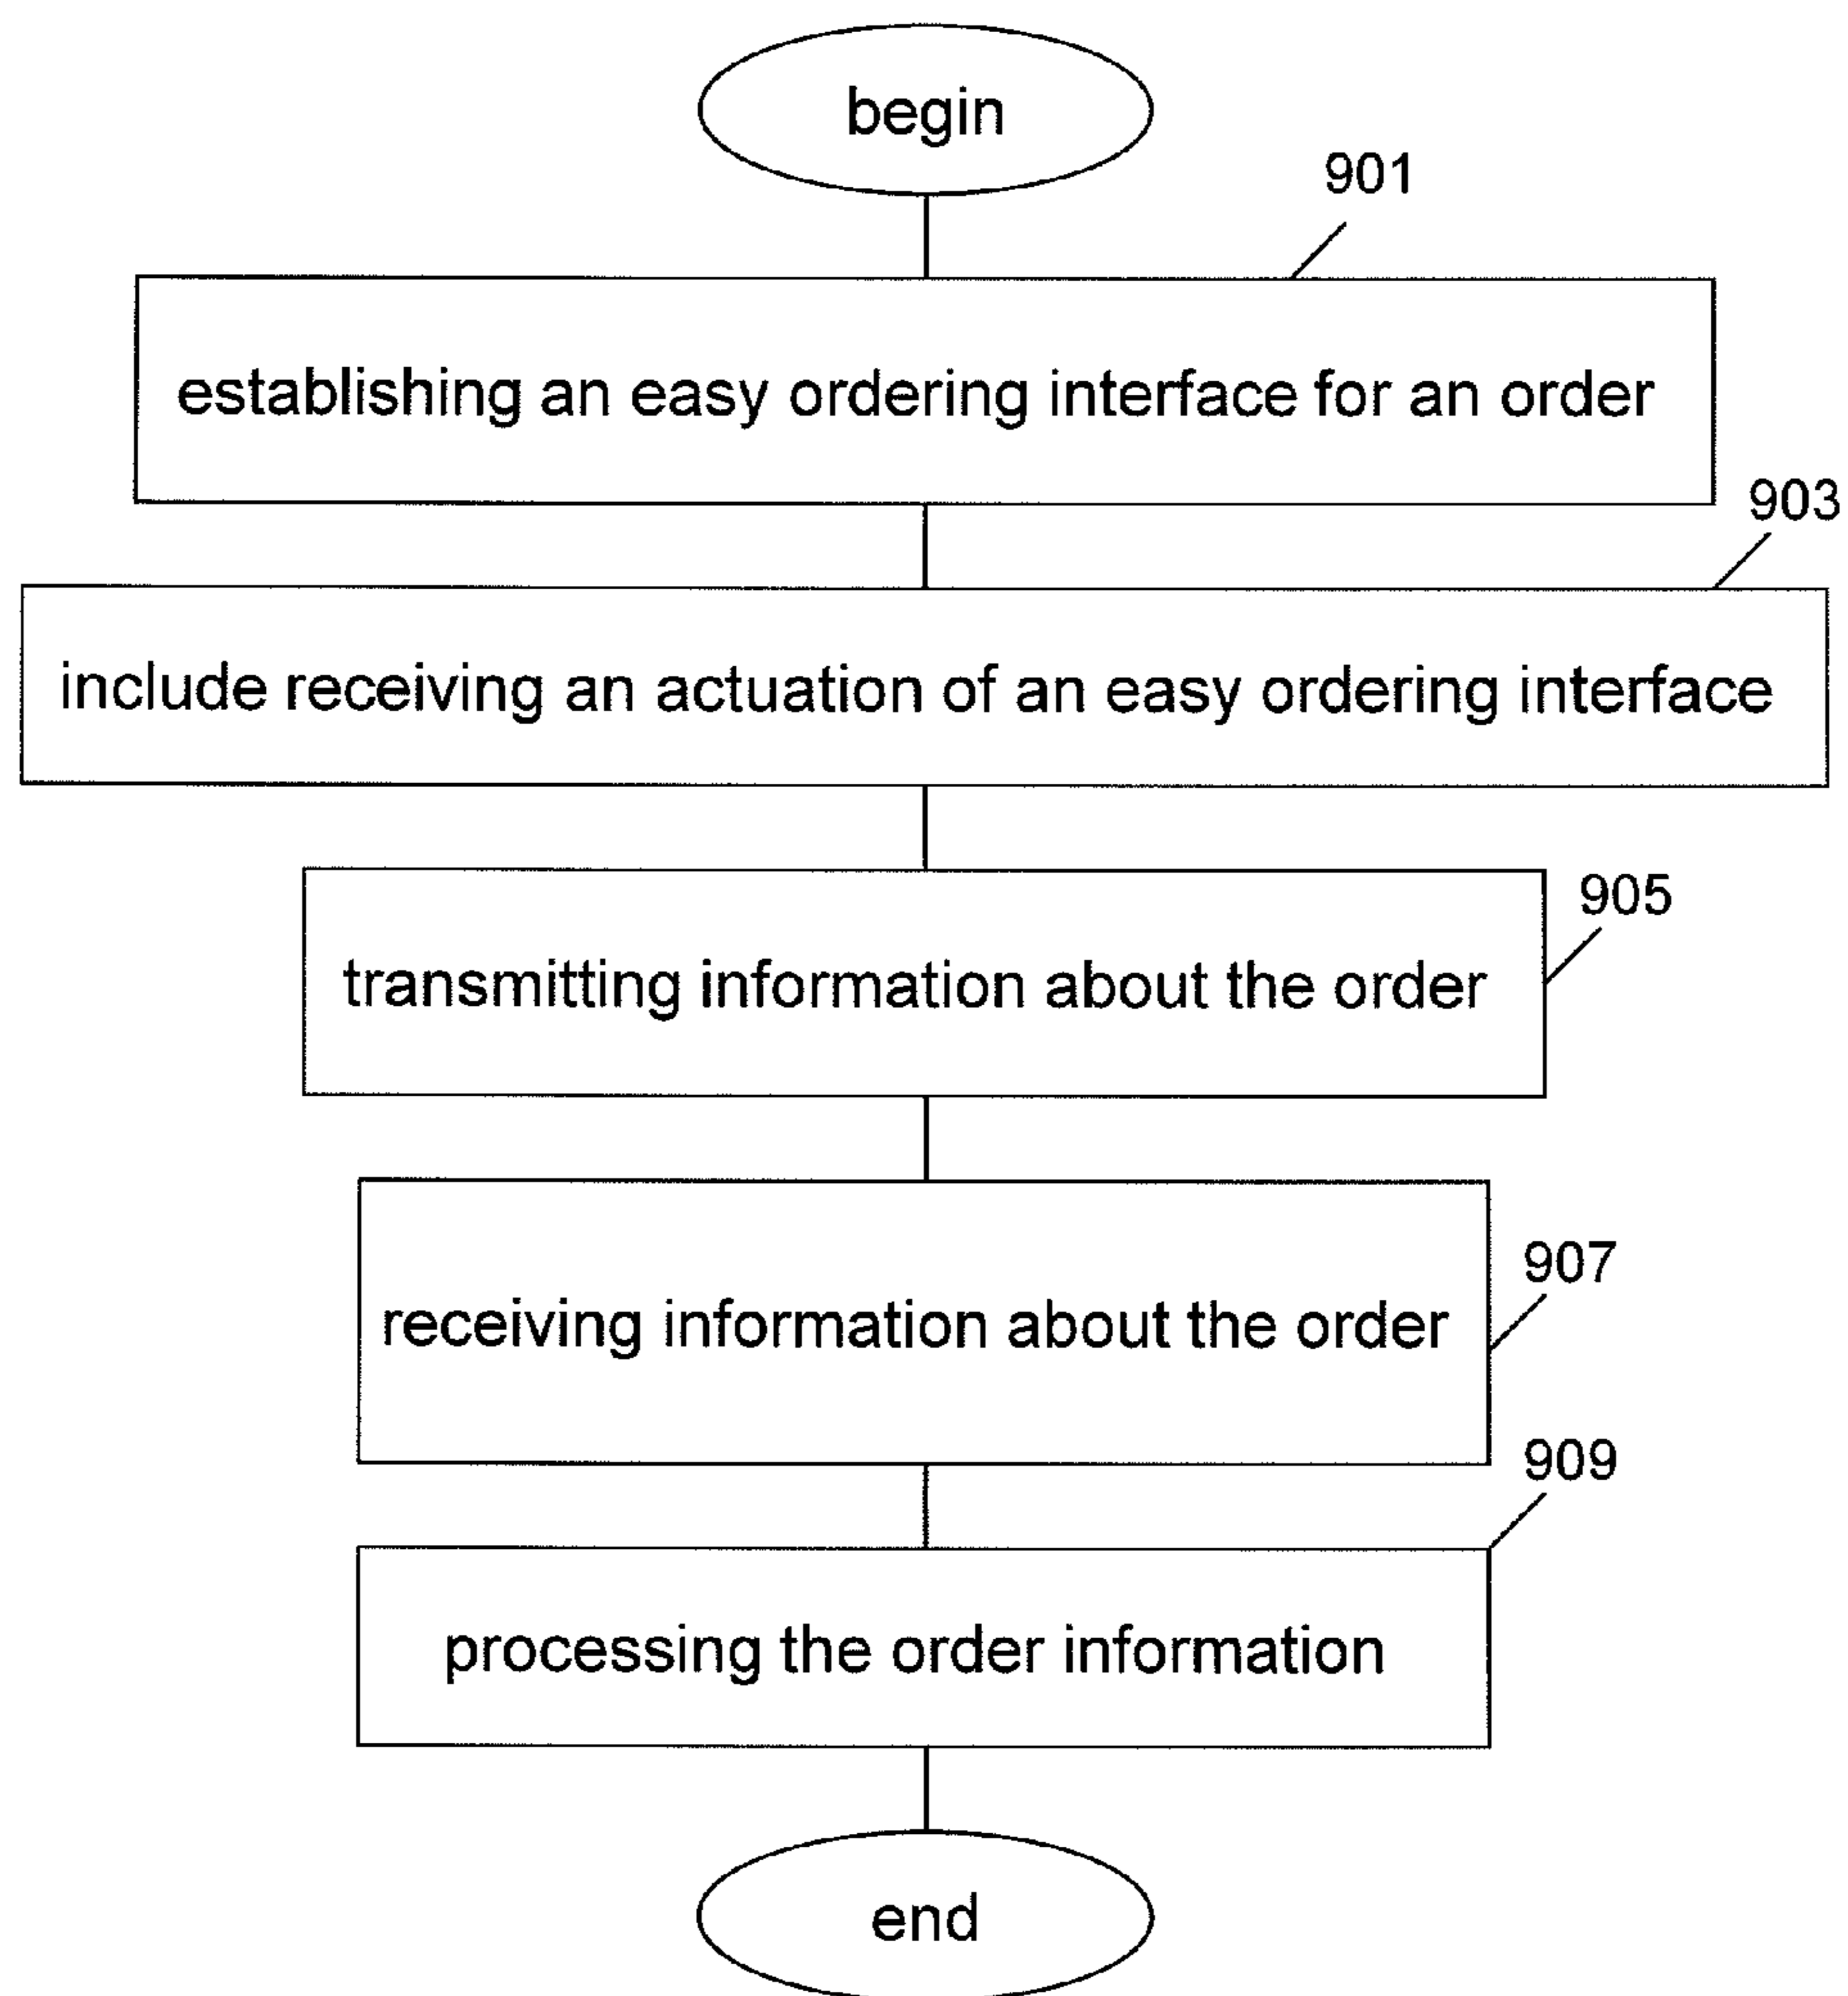 begin
901
establishing an easy ordering interface for an order
903
include receiving an actuation of an easy ordering interface
905
transmitting information about the order
907
receiving information about the order
909
processing the order information
end